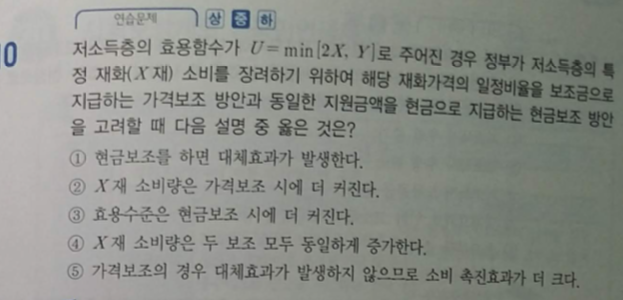 연습문제 상 중 하
10 저소득층의 효용함수가 U=min[2X, Y]로 주어진 경우 정부가 저소득층의 특
정 재화(X재) 소비를 장려하기 위하여 해당 재화가격의 일정비율을 보조금으로
지급하는 가격보조 방안과 동일한 지원금액을 현금으로 지급하는 현금보조 방안
을 고려할 때 다음 설명 중 옳은 것은?
① 현금보조를 하면 대체효과가 발생한다.
② X재 소비량은 가격보조 시에 더 커진다.
③ 효용수준은 현금보조 시에 더 커진다.
④ X재 소비량은 두 보조 모두 동일하게 증가한다.
⑤ 가격보조의 경우 대체효과가 발생하지 않으므로 소비 촉진효과가 더 크다.